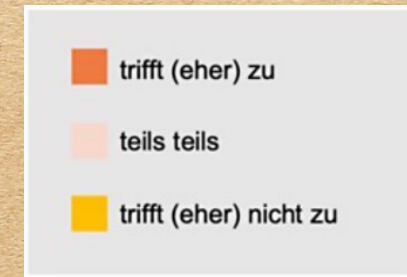 trifft (eher) zu
teils teils
trifft (eher) nicht zu